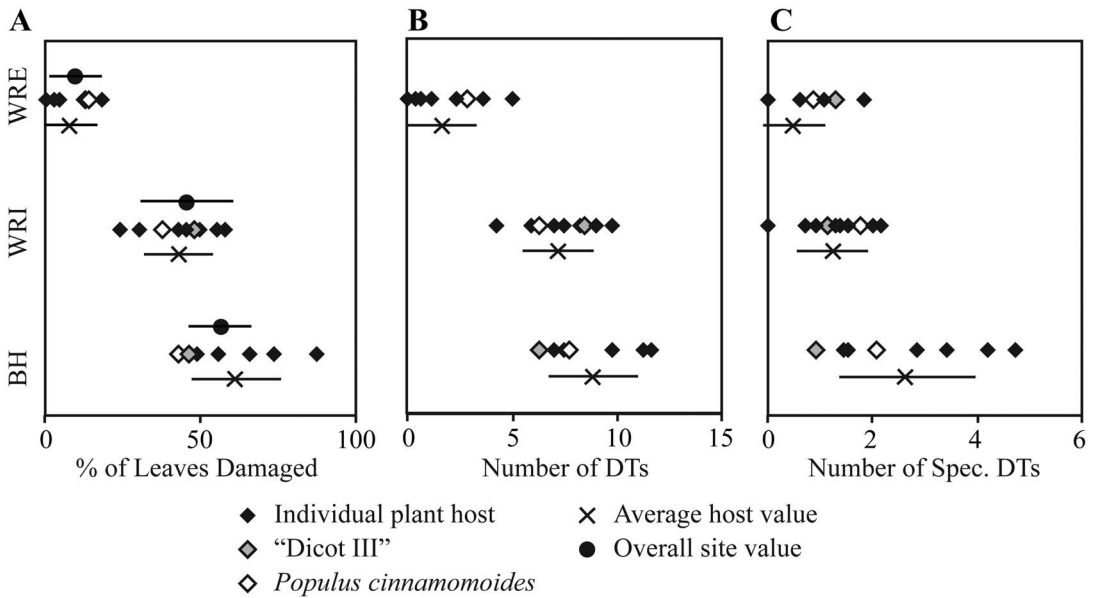 A
B
C
WRE
WRI
BH
0 50 100
0 5 10 15
0 2 4 6
% of Leaves Damaged
Number of DTs
Number of Spec. DTs
Individual plant host
Average host value
“Dicot III”
Overall site value
Populus cinnamomoides